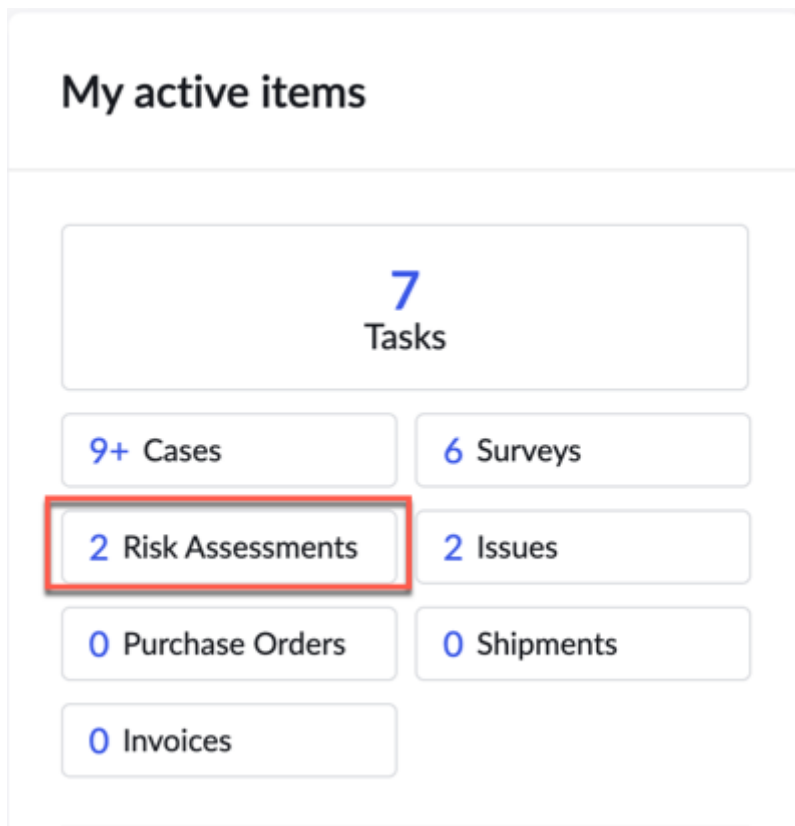 My active items
7
Tasks
9+ Cases
6 Surveys
2 Risk Assessments
2 Issues
0 Purchase Orders
0 Shipments
0 Invoices